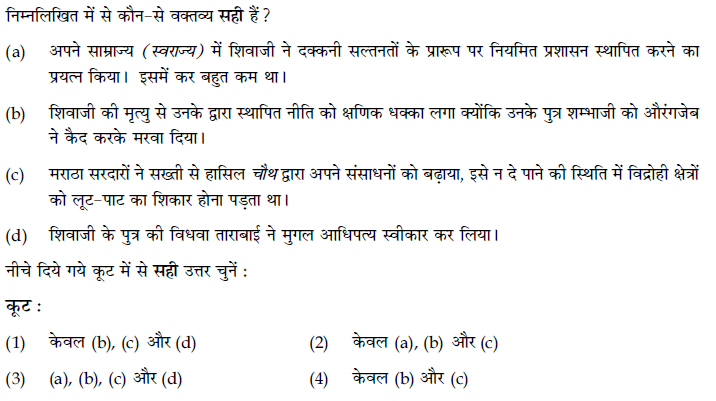 निम्नलिखित में से कौन-से वक्तव्य सही हैं ?
(a) अपने साम्राज्य (स्वराज्य) में शिवाजी ने दक्कनी सल्तनतों के प्रारूप पर नियमित प्रशासन स्थापित करने का
प्रयत्न किया। इसमें कर बहुत कम था।
(b) शिवाजी की मृत्यु से उनके द्वारा स्थापित नीति को क्षणिक धक्का लगा क्योंकि उनके पुत्र शम्भाजी को औरंगजेब
ने कैद करके मरवा दिया।
(c) मराठा सरदारों ने सख्ती से हासिल चौथ द्वारा अपने संसाधनों को बढ़ाया, इसे न दे पाने की स्थिति में विद्रोही क्षेत्रों
को लूट-पाट का शिकार होना पड़ता था।
(d) शिवाजी के पुत्र की विधवा ताराबाई ने मुगल आधिपत्य स्वीकार कर लिया।
नीचे दिये गये कूट में से सही उत्तर चुनें :
कूट :
(1) केवल (b), (c) और (d) (2) केवल (a), (b) और (c)
(3) (a), (b), (c) और (d) (4) केवल (b) और (c)